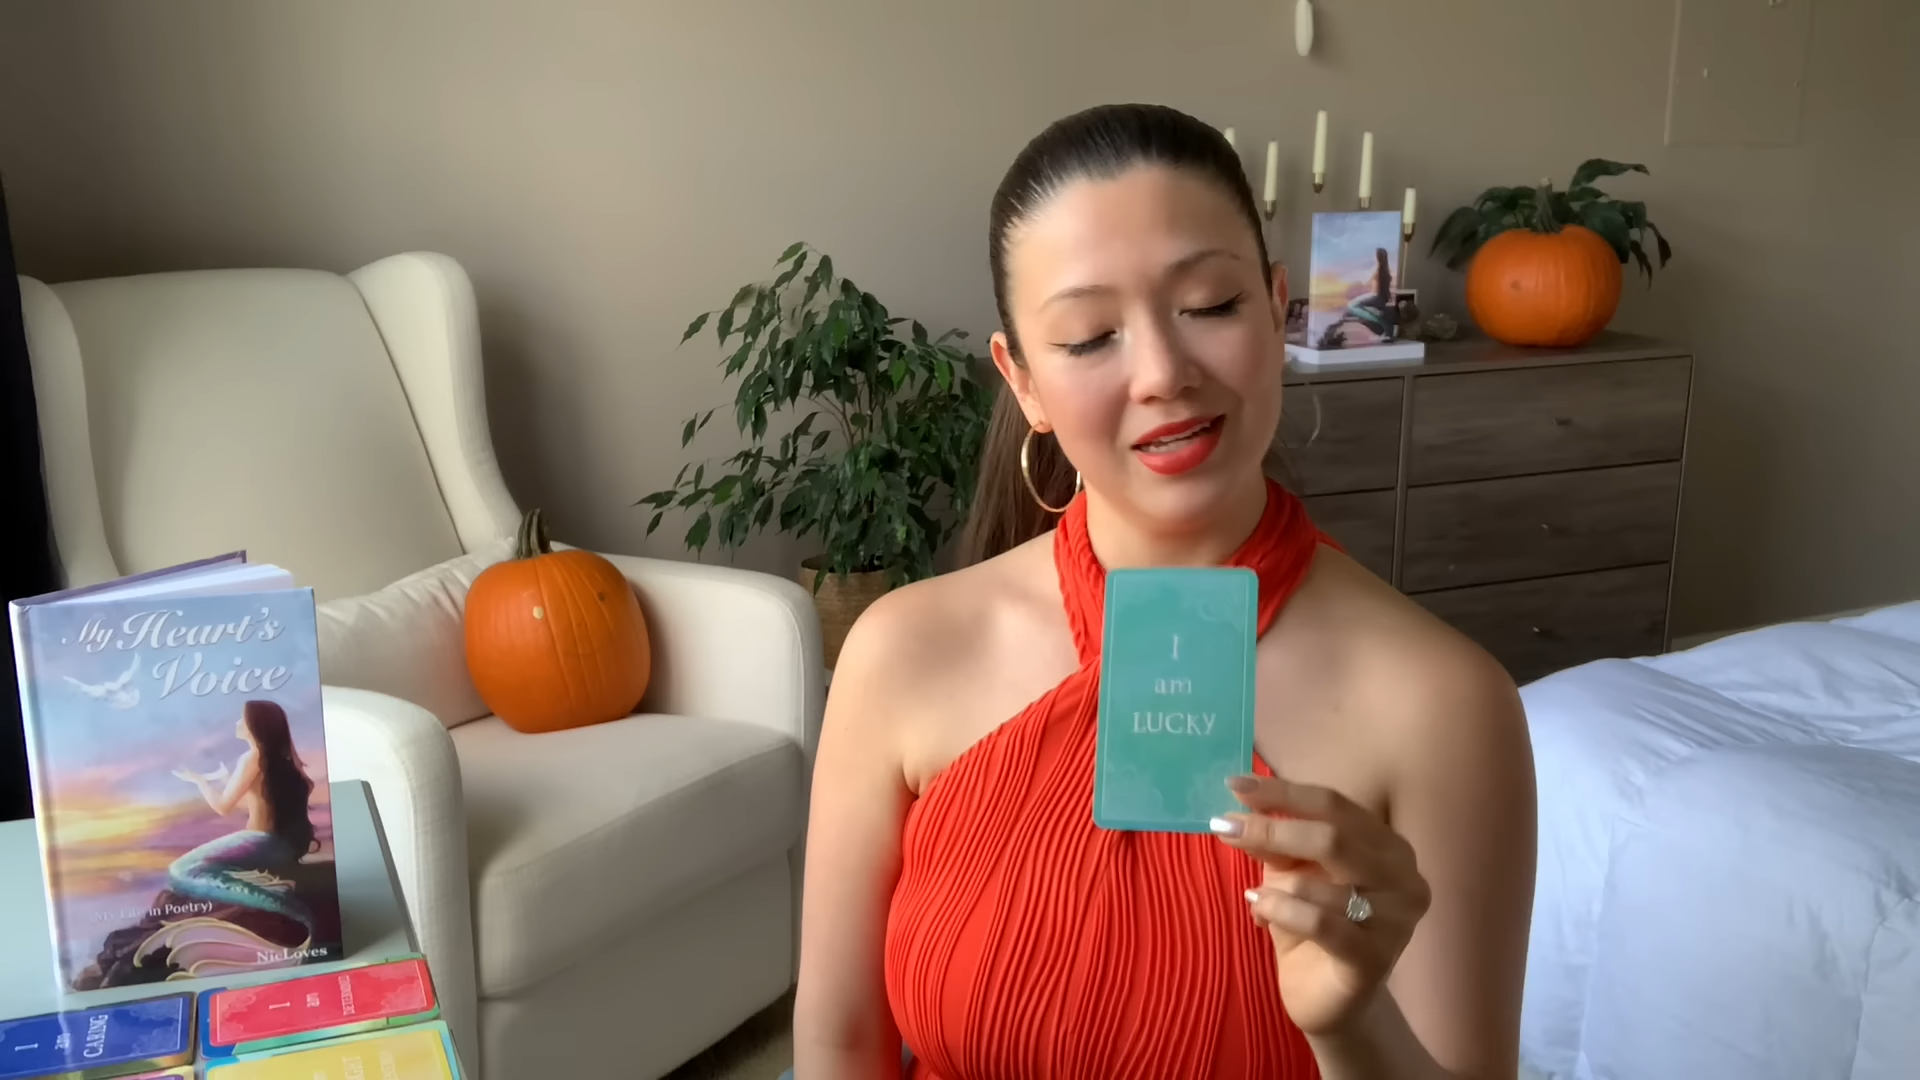 My Heart's
Voice
(My Life in Poetry)
NicLoves
I
am
LUCKY
I
am
CARING
I
am